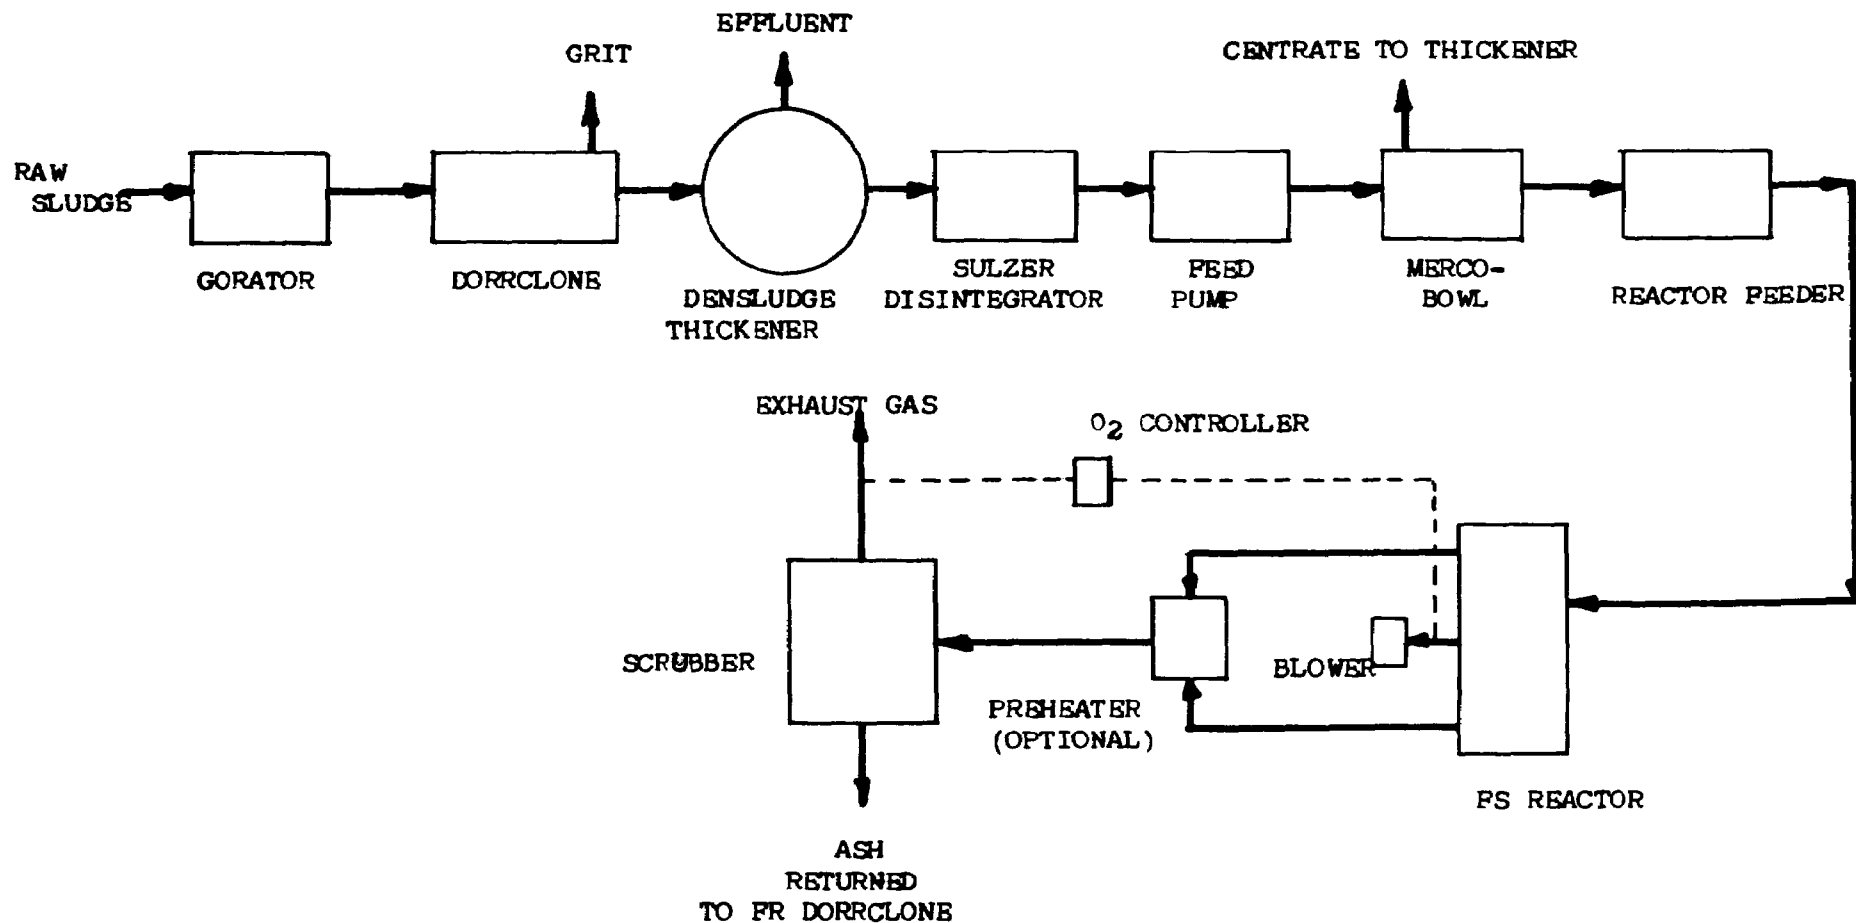 EFFLUENT
GRIT
CENTRATE TO THICKENER
RAW
SLUDGE
GORATOR
DORRCLONE
DENSLUDGE
THICKENER
SULZER
DISINTEGRATOR
FEED
PUMP
MERCO-
BOWL
REACTOR FEEDER
EXHAUST GAS
O2 CONTROLLER
SCRUBBER
PREHEATER
(OPTIONAL)
BLOWER
FS REACTOR
ASH
RETURNED
TO FR DORRCLONE